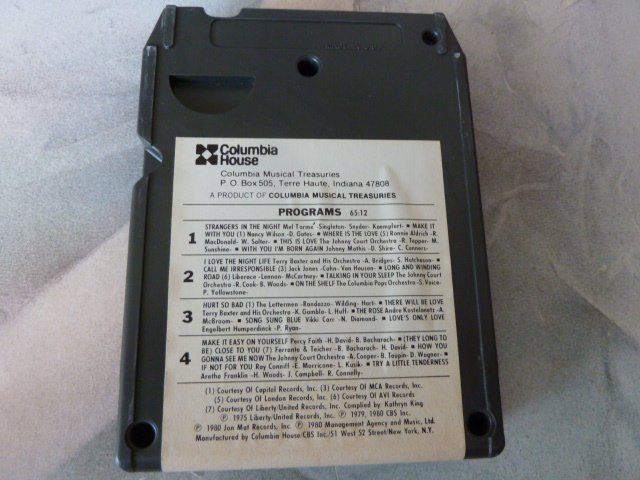 Columbia
House
Columbia Musical Treasuries
P. O. Box 505, Terre Haute, Indiana 47808
A PRODUCT OF COLUMBIA MUSICAL TREASURIES
PROGRAMS 65:12
1 STRANGERS IN THE NIGHT Mel Torme' -Singleton- Snyder- Kaempfert- ■ MAKE IT
WITH YOU (1) Nancy Wilson -D. Gates- ■ WHERE IS THE LOVE (5) Ronnie Aldrich -R.
MacDonald- W. Salter- ■ THIS IS LOVE The Johnny Court Orchestra -R. Tepper- M.
Sunshine- ■ WITH YOU I'M BORN AGAIN Johnny Mathis -D. Shire- C. Connors-
2 I LOVE THE NIGHT LIFE Terry Baxter and His Orchestra -A. Bridges- S. Hutcheson- ■
CALL ME IRRESPONSIBLE (3) Jack Jones -Cahn- Van Heusen- ■ LONG AND WINDING
ROAD (6) Liberace -Lennon- McCartney- ■ TALKING IN YOUR SLEEP The Johnny Court
Orchestra -R. Cook- B. Woods- ■ ON THE SHELF The Columbia Pops Orchestra -S. Voice-
P. Yellowstone-
3 HURT SO BAD (1) The Lettermen -Randazzo- Wilding- Hart- ■ THERE WILL BE LOVE
Terry Baxter and His Orchestra -K. Gamble- L. Huff- ■ THE ROSE Andre Kostelanetz -A.
McBroom- ■ SONG SUNG BLUE Vikki Carr -N. Diamond- ■ LOVE'S ONLY LOVE
Engelbert Humperdinck -P. Ryan-
4 MAKE IT EASY ON YOURSELF Percy Faith -H. David- B. Bacharach- ■ (THEY LONG TO
BE) CLOSE TO YOU (7) Ferrante & Teicher -B. Bacharach- H. David- ■ HOW YOU
GONNA SEE ME NOW The Johnny Court Orchestra -A. Cooper- B. Taupin- D. Wagner- ■
IF NOT FOR YOU Ray Conniff -E. Morricone- L. Kusik- ■ TRY A LITTLE TENDERNESS
Arethe Franklin -H. Woods- J. Campbell- R. Connelly-
(1) Courtesy Of Capitol Records, Inc. (3) Courtesy Of MCA Records, Inc.
(5) Courtesy Of London Records, Inc. (6) Courtesy Of AVI Records
(7) Courtesy Of Liberty/United Records, Inc. Complied by: Kathryn King
℗ 1975 Liberty/United Records, Inc. ℗ 1979, 1980 CBS Inc.
℗ 1980 Jon Mat Records, Inc. ℗ 1980 Management Agency and Music, Ltd.
Manufactured by Columbia House/CBS Inc./51 West 52 Street/New York, N.Y.